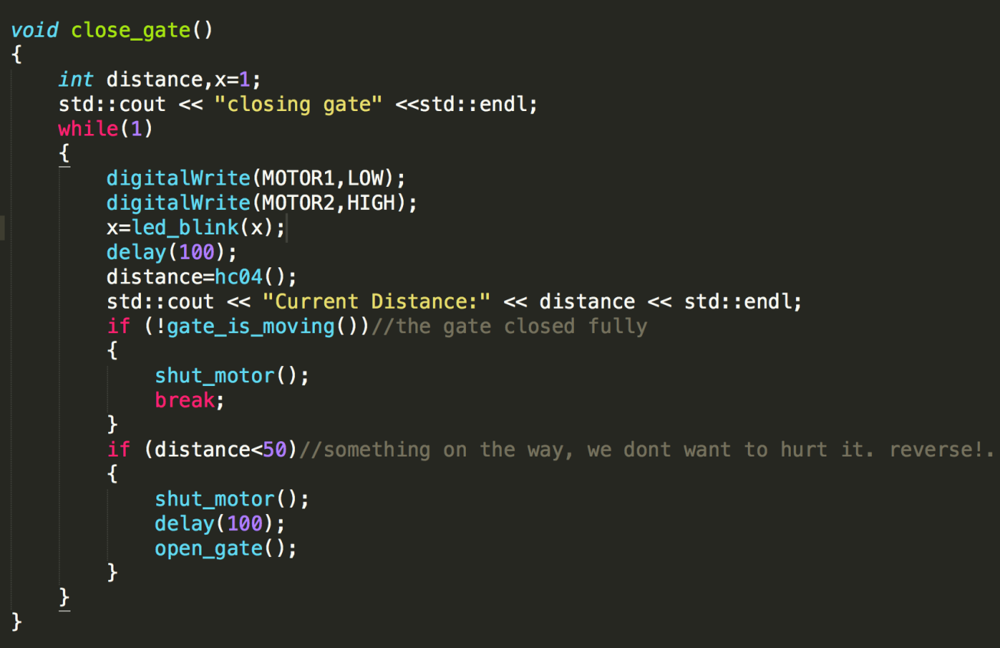 void close_gate()
{
    int distance,x=1;
    std::cout << "closing gate" <<std::endl;
    while(1)
    {
        digitalWrite(MOTOR1,LOW);
        digitalWrite(MOTOR2,HIGH);
        x=led_blink(x);
        delay(100);
        distance=hc04();
        std::cout << "Current Distance:" << distance << std::endl;
        if (!gate_is_moving())//the gate closed fully
        {
            shut_motor();
            break;
        }
        if (distance<50)//something on the way, we dont want to hurt it. reverse!.
        {
            shut_motor();
            delay(100);
            open_gate();
        }
    }
}